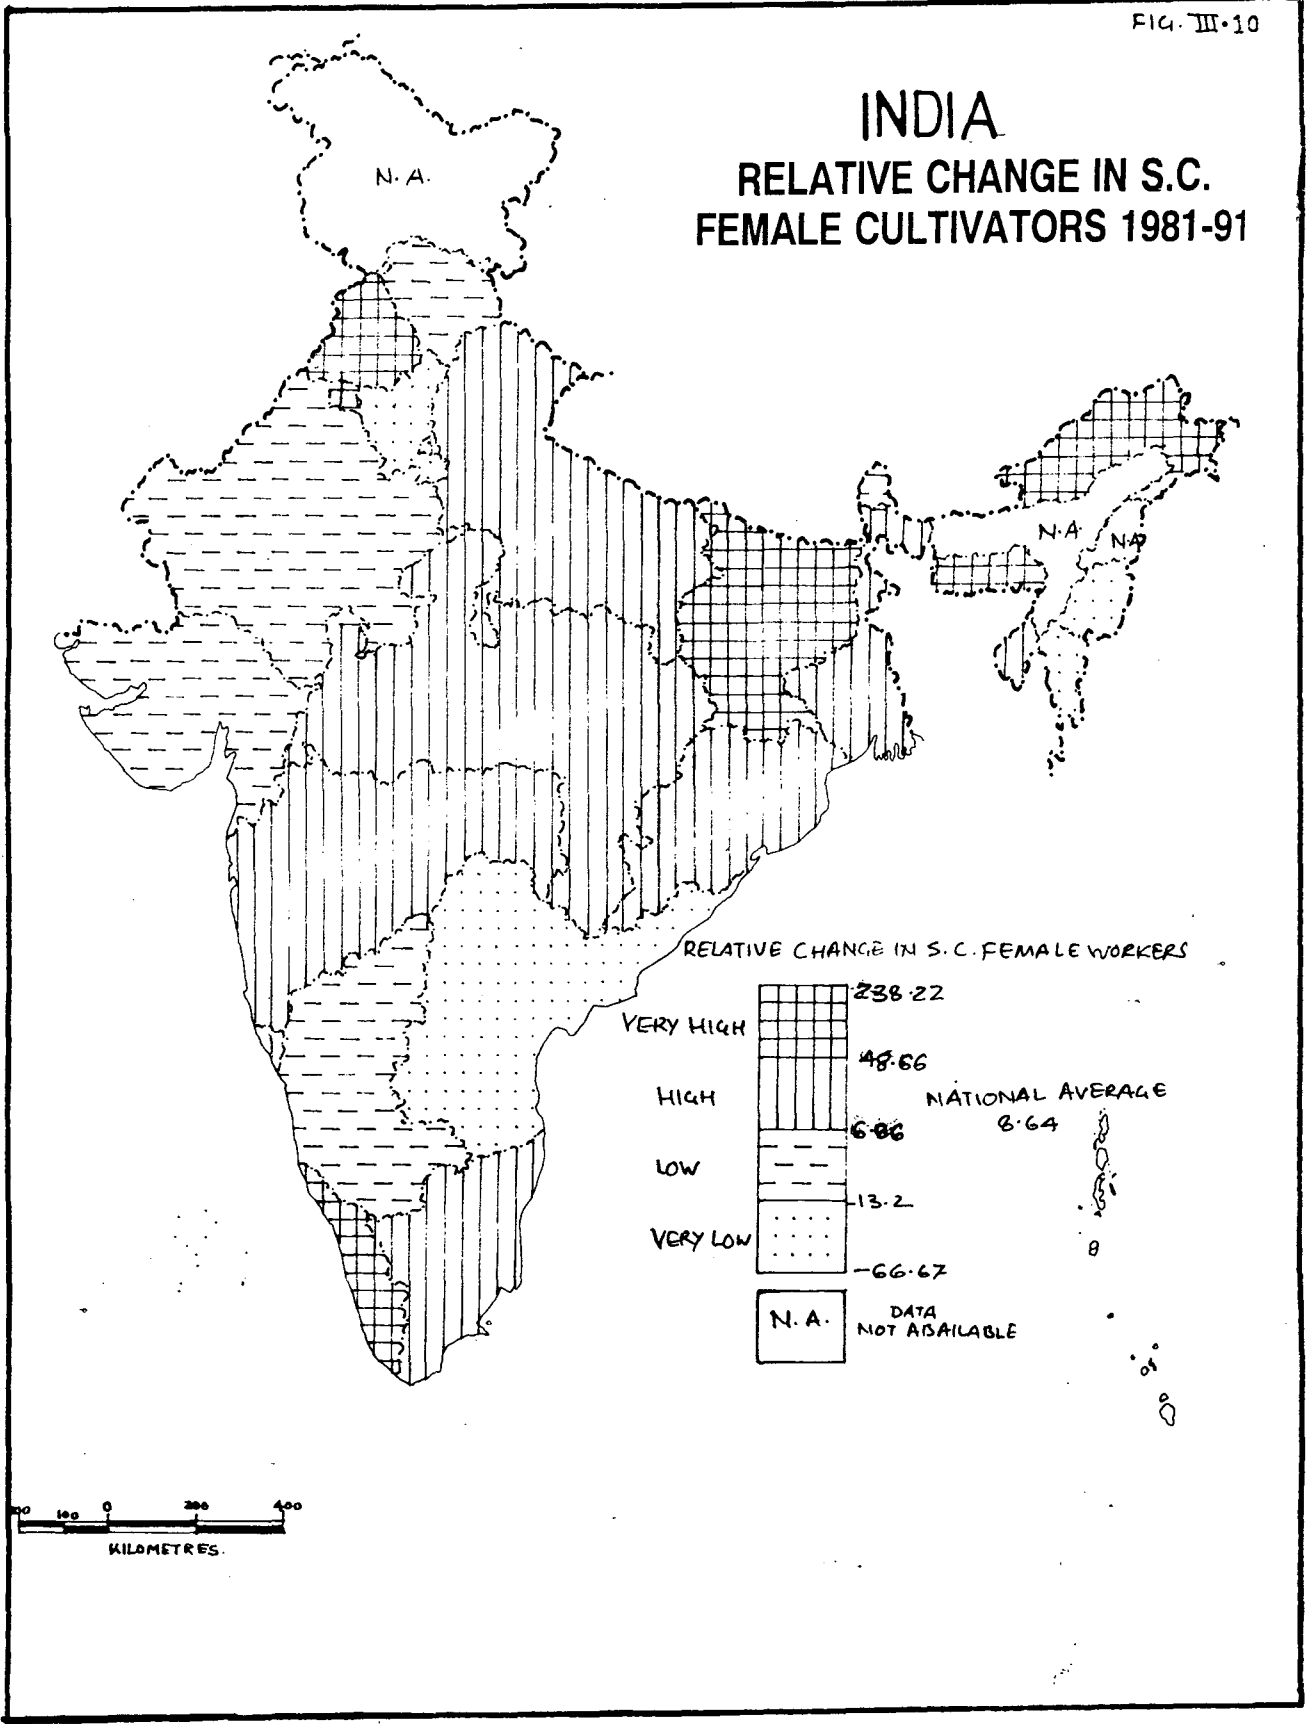 FIG. III.10
INDIA
RELATIVE CHANGE IN S.C.
FEMALE CULTIVATORS 1981-91
N.A.
N.A
N.A
RELATIVE CHANGE IN S.C. FEMALE WORKERS
238.22
VERY HIGH
48.66
HIGH
NATIONAL AVERAGE
8.64
6.86
LOW
-13.2
VERY LOW
-66.67
N.A.
DATA
NOT ABAILABLE
100 0 200 400
KILOMETRES.